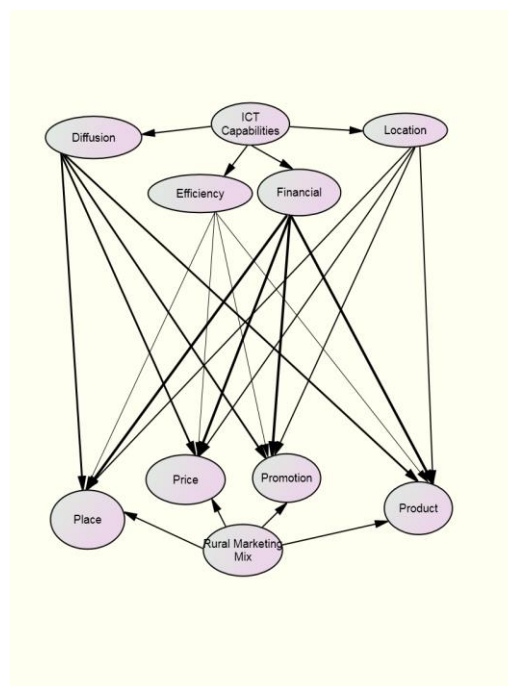 ICT
Capabilities
Diffusion
Location
Efficiency
Financial
Price
Promotion
Place
Product
Rural Marketing
Mix